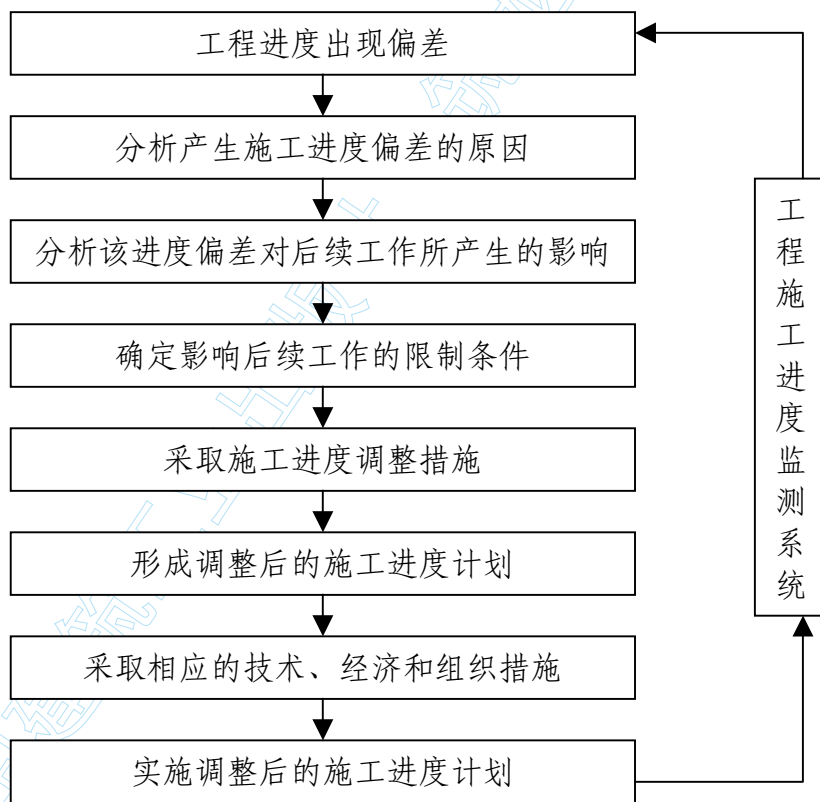 工程进度出现偏差
分析产生施工进度偏差的原因
分析该进度偏差对后续工作所产生的影响
确定影响后续工作的限制条件
采取施工进度调整措施
形成调整后的施工进度计划
采取相应的技术、经济和组织措施
实施调整后的施工进度计划
工程施工进度监测系统